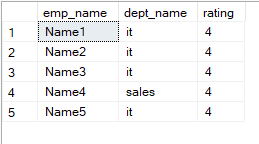 emp_name dept_name rating
1 Name1 it 4
2 Name2 it 4
3 Name3 it 4
4 Name4 sales 4
5 Name5 it 4